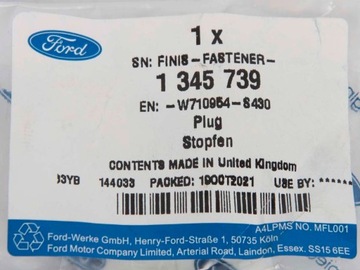 Ford
1 x
SN: FINIS-FASTENER-
1 345 739
EN: -W710954-S430
Plug
Stopfen
CONTENTS MADE IN United Kingdom
33YB 144033 PACKED: 1900T2021 USE BY: ******
A4LPMS NO. MFL001
Ford-Werke GmbH, Henry-Ford-Straße 1, 50735 Köln
Ford Motor Company Limited, Arterial Road, Laindon, Essex. SS15 6EE